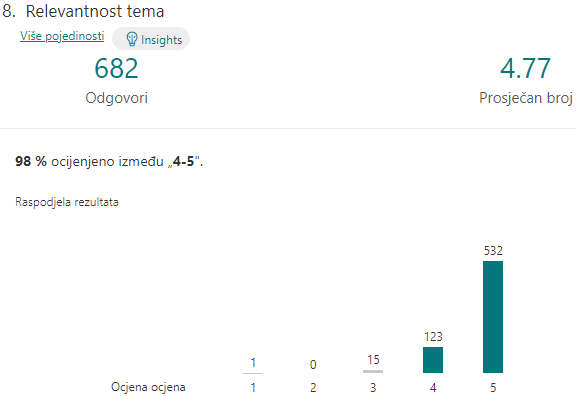 8. Relevantnost tema
Više pojedinosti Insights
682 4.77
Odgovori Prosječan broj
98 % ocijenjeno između „4-5".
Raspodjela rezultata
532
123
1 0 15
Ocjena ocjena 1 2 3 4 5